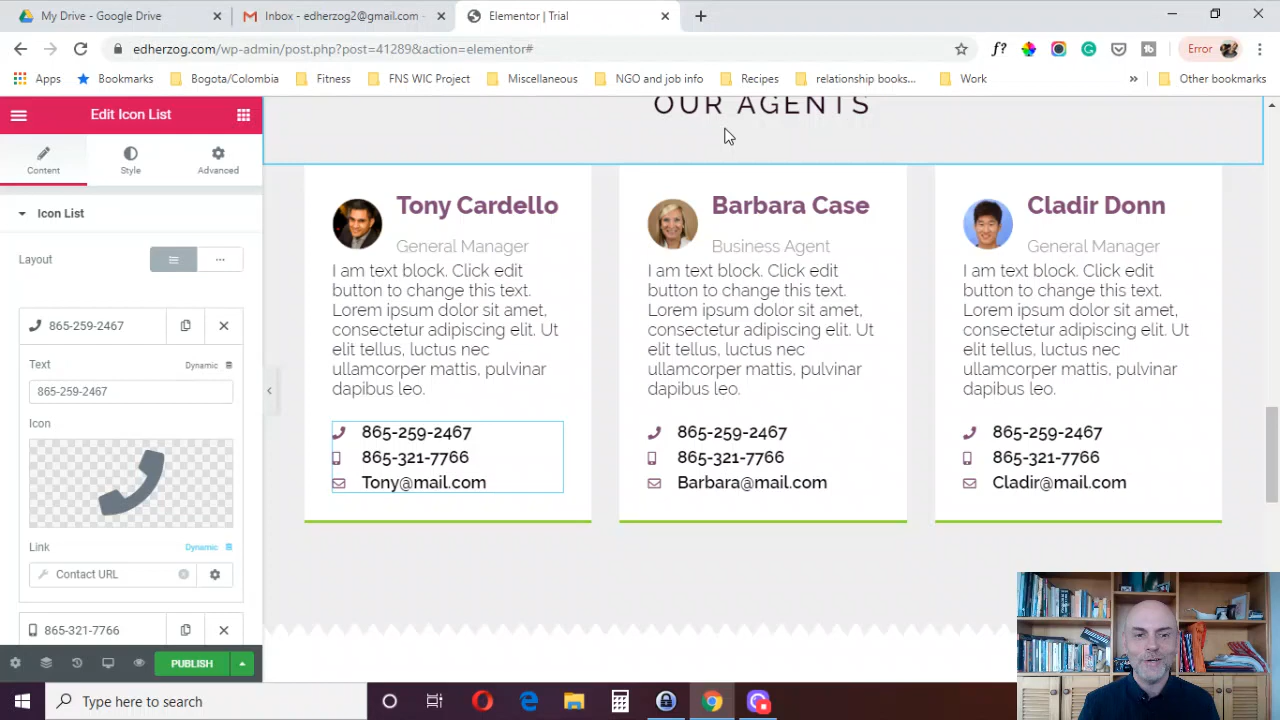 My Drive - Google Drive
Inbox - edherzog2@gmail.com -
Elementor | Trial
edherzog.com/wp-admin/post.php?post=41289&action=elementor#
f?
Error
Apps
Bookmarks
Bogota/Colombia
Fitness
FNS WIC Project
Miscellaneous
NGO and job info
Recipes
relationship books...
Work
»
Other bookmarks
Edit Icon List
Content
Style
Advanced
Icon List
Layout
865-259-2467
Text
Dynamic
865-259-2467
Icon
Link
Dynamic
Contact URL
865-321-7766
PUBLISH
OUR AGENTS
Tony Cardello
General Manager
I am text block. Click edit
button to change this text.
Lorem ipsum dolor sit amet,
consectetur adipiscing elit. Ut
elit tellus, luctus nec
ullamcorper mattis, pulvinar
dapibus leo.
865-259-2467
865-321-7766
Tony@mail.com
Barbara Case
Business Agent
I am text block. Click edit
button to change this text.
Lorem ipsum dolor sit amet,
consectetur adipiscing elit. Ut
elit tellus, luctus nec
ullamcorper mattis, pulvinar
dapibus leo.
865-259-2467
865-321-7766
Barbara@mail.com
Cladir Donn
General Manager
I am text block. Click edit
button to change this text.
Lorem ipsum dolor sit amet,
consectetur adipiscing elit. Ut
elit tellus, luctus nec
ullamcorper mattis, pulvinar
dapibus leo.
865-259-2467
865-321-7766
Cladir@mail.com
Type here to search